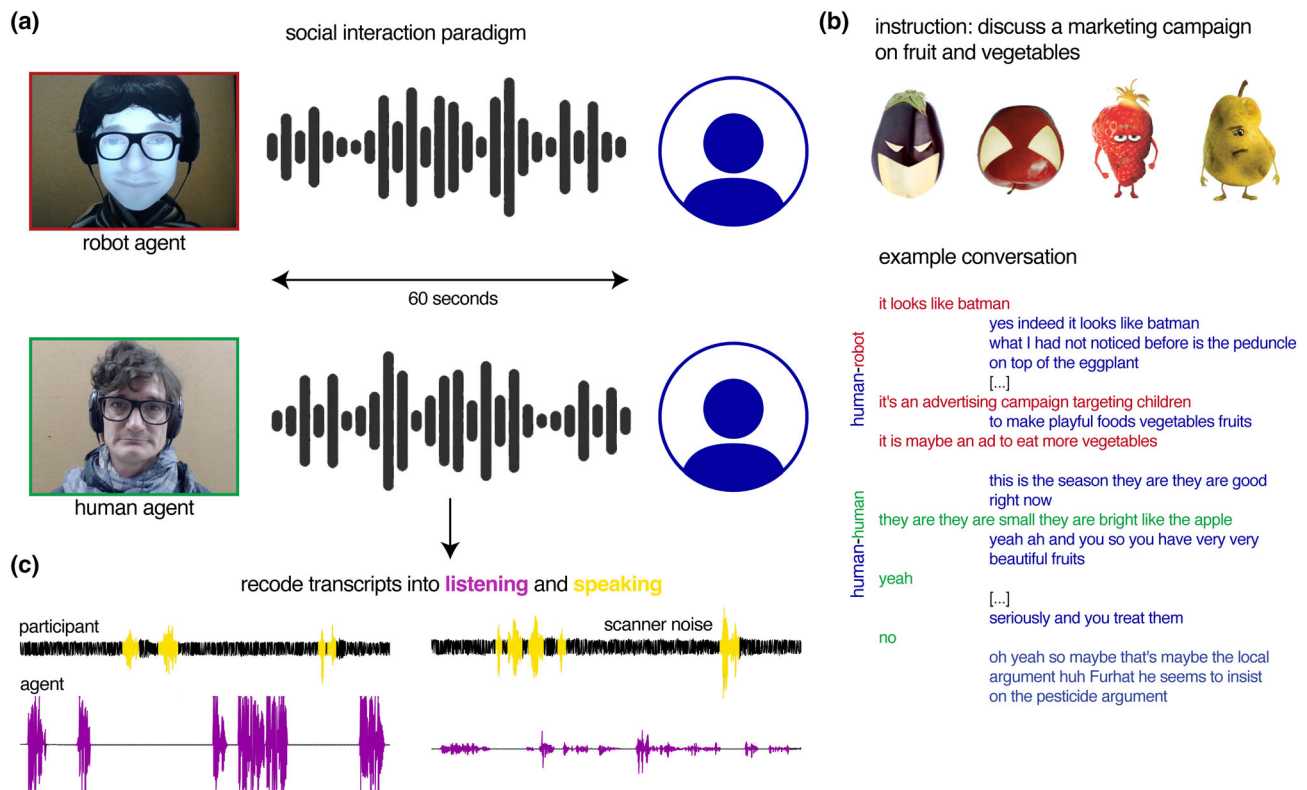 (a)
social interaction paradigm
robot agent
60 seconds
human agent
(b)
instruction: discuss a marketing campaign
on fruit and vegetables
example conversation
human-robot
it looks like batman
yes indeed it looks like batman
what I had not noticed before is the peduncle
on top of the eggplant
[...]
it's an advertising campaign targeting children
to make playful foods vegetables fruits
it is maybe an ad to eat more vegetables
human-human
this is the season they are they are good
right now
they are they are small they are bright like the apple
yeah ah and you so you have very very
beautiful fruits
yeah
[...]
seriously and you treat them
no
oh yeah so maybe that's maybe the local
argument huh Furhat he seems to insist
on the pesticide argument
(c)
recode transcripts into listening and speaking
participant
scanner noise
agent